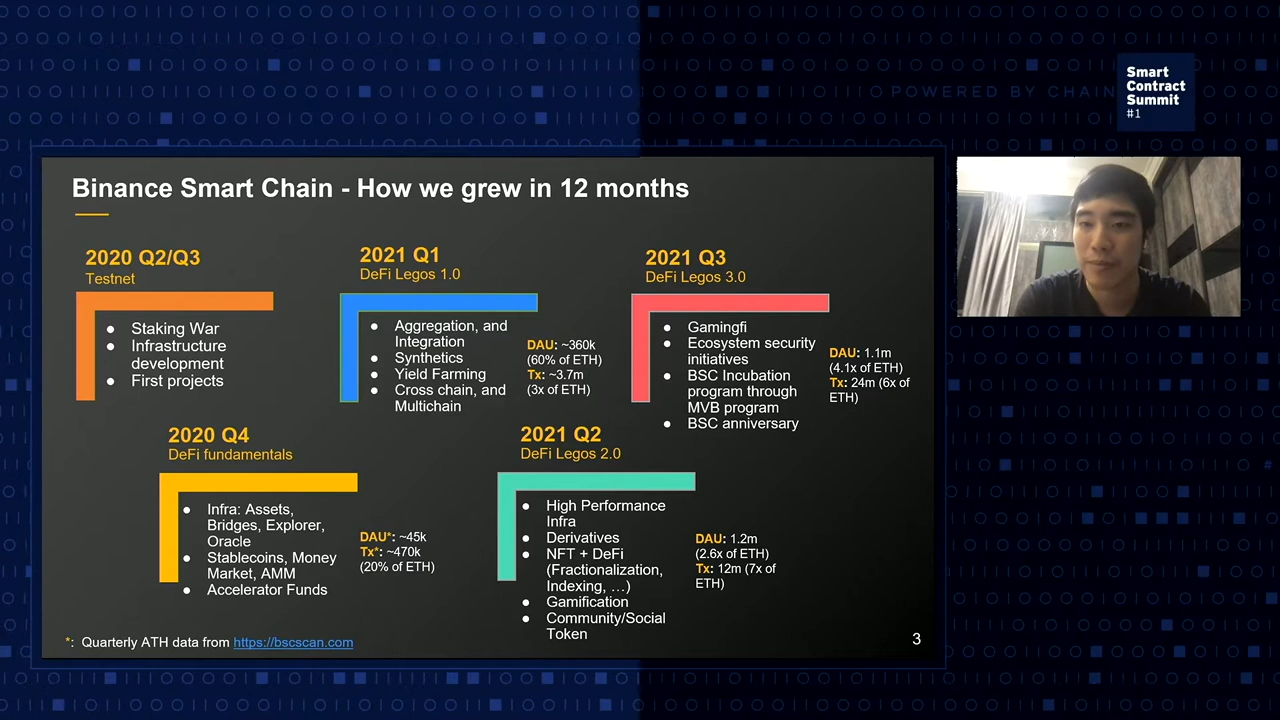 POWERED BY CHAIN
Smart
Contract
Summit
#1
Binance Smart Chain - How we grew in 12 months
2020 Q2/Q3
Testnet
● Staking War
● Infrastructure
development
● First projects
2021 Q1
DeFi Legos 1.0
● Aggregation, and
Integration
● Synthetics
● Yield Farming
● Cross chain, and
Multichain
DAU: ~360k
(60% of ETH)
Tx: ~3.7m
(3x of ETH)
2021 Q3
DeFi Legos 3.0
● Gamingfi
● Ecosystem security
initiatives
● BSC Incubation
program through
MVB program
● BSC anniversary
DAU: 1.1m
(4.1x of ETH)
Tx: 24m (6x of
ETH)
2020 Q4
DeFi fundamentals
● Infra: Assets,
Bridges, Explorer,
Oracle
● Stablecoins, Money
Market, AMM
● Accelerator Funds
DAU*: ~45k
Tx*: ~470k
(20% of ETH)
2021 Q2
DeFi Legos 2.0
● High Performance
Infra
● Derivatives
● NFT + DeFi
(Fractionalization,
Indexing, …)
● Gamification
● Community/Social
Token
DAU: 1.2m
(2.6x of ETH)
Tx: 12m (7x of
ETH)
*: Quarterly ATH data from https://bscscan.com
3